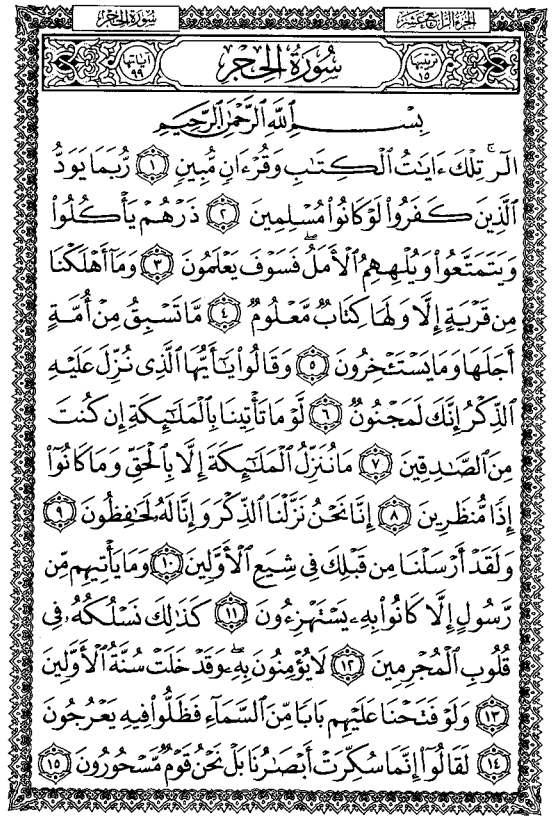 الجزء الرابع عشر
سورة الحجر
ترتيبها ١٥
سُورَةُ الحِجْرِ
آياتها ٩٩
بِسْمِ اللَّهِ الرَّحْمَٰنِ الرَّحِيمِ
الٓرۚ تِلْكَ ءَايَٰتُ ٱلْكِتَٰبِ وَقُرْءَانٍ مُّبِينٍ ١ رُّبَمَا يَوَدُّ
ٱلَّذِينَ كَفَرُوا۟ لَوْ كَانُوا۟ مُسْلِمِينَ ٢ ذَرْهُمْ يَأْكُلُوا۟
وَيَتَمَتَّعُوا۟ وَيُلْهِهِمُ ٱلْأَمَلُۖ فَسَوْفَ يَعْلَمُونَ ٣ وَمَآ أَهْلَكْنَا
مِن قَرْيَةٍ إِلَّا وَلَهَا كِتَابٌ مَّعْلُومٌ ٤ مَّا تَسْبِقُ مِنْ أُمَّةٍ
أَجَلَهَا وَمَا يَسْتَـْٔخِرُونَ ٥ وَقَالُوا۟ يَٰٓأَيُّهَا ٱلَّذِى نُزِّلَ عَلَيْهِ
ٱلذِّكْرُ إِنَّكَ لَمَجْنُونٌ ٦ لَّوْ مَا تَأْتِينَا بِٱلْمَلَٰٓئِكَةِ إِن كُنتَ
مِنَ ٱلصَّٰدِقِينَ ٧ مَا نُنَزِّلُ ٱلْمَلَٰٓئِكَةَ إِلَّا بِٱلْحَقِّ وَمَا كَانُوٓا۟
إِذًا مُّنظَرِينَ ٨ إِنَّا نَحْنُ نَزَّلْنَا ٱلذِّكْرَ وَإِنَّا لَهُۥ لَحَٰفِظُونَ ٩
وَلَقَدْ أَرْسَلْنَا مِن قَبْلِكَ فِى شِيَعِ ٱلْأَوَّلِينَ ١٠ وَمَا يَأْتِيهِم مِّن
رَّسُولٍ إِلَّا كَانُوا۟ بِهِۦ يَسْتَهْزِءُونَ ١١ كَذَٰلِكَ نَسْلُكُهُۥ فِى
قُلُوبِ ٱلْمُجْرِمِينَ ١٢ لَا يُؤْمِنُونَ بِهِۦۖ وَقَدْ خَلَتْ سُنَّةُ ٱلْأَوَّلِينَ
١٣ وَلَوْ فَتَحْنَا عَلَيْهِم بَابًا مِّنَ ٱلسَّمَآءِ فَظَلُّوا۟ فِيهِ يَعْرُجُونَ
١٤ لَقَالُوٓا۟ إِنَّمَا سُكِّرَتْ أَبْصَٰرُنَا بَلْ نَحْنُ قَوْمٌ مَّسْحُورُونَ ١٥